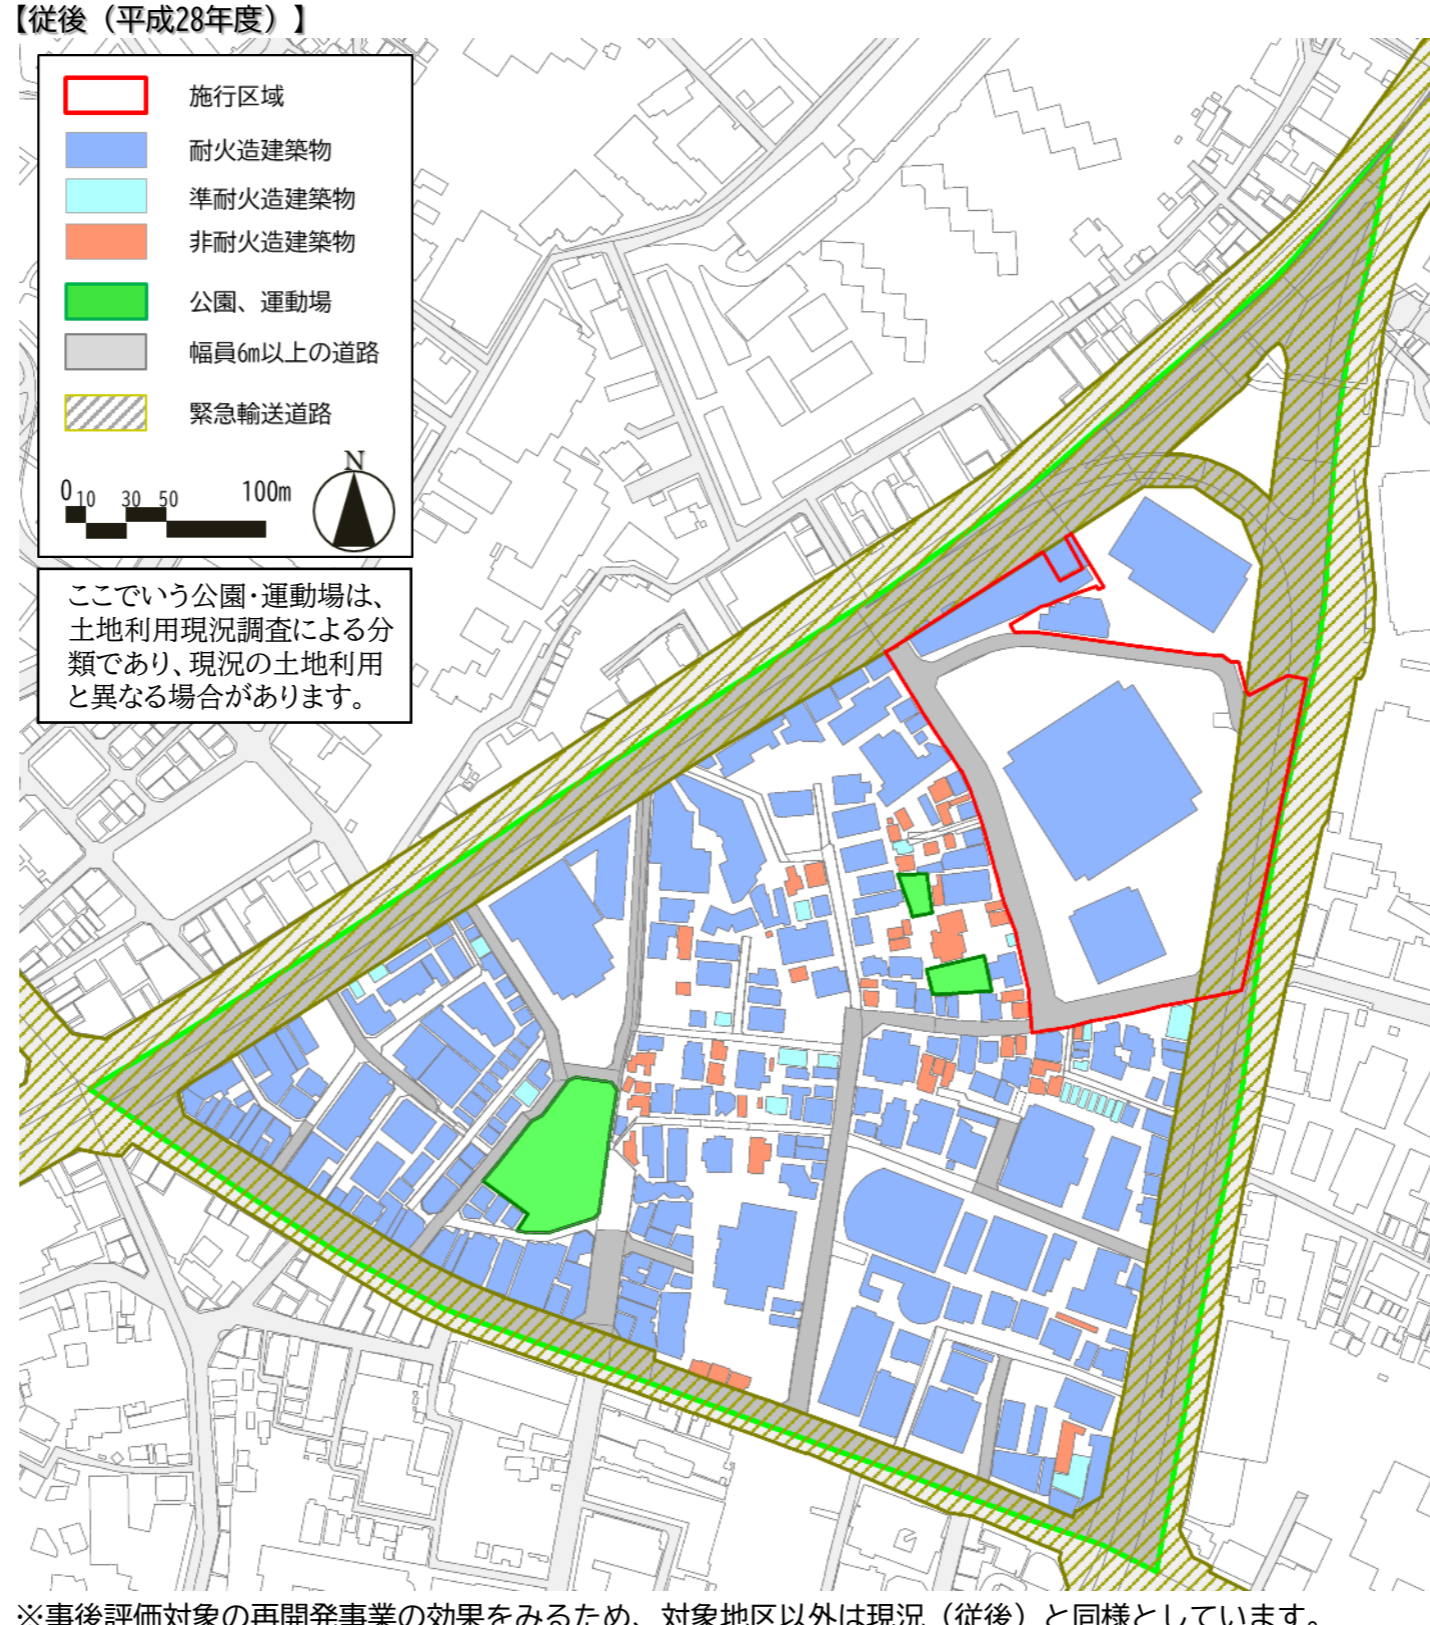 【従後（平成28年度）】
施行区域
耐火造建築物
準耐火造建築物
非耐火造建築物
公園、運動場
幅員6m以上の道路
緊急輸送道路
N
0 10 30 50 100m
ここでいう公園・運動場は、
土地利用現況調査による分
類であり、現況の土地利用
と異なる場合があります。
※事後評価対象の再開発事業の効果をみるため、対象地区以外は現況（従後）と同様としています。